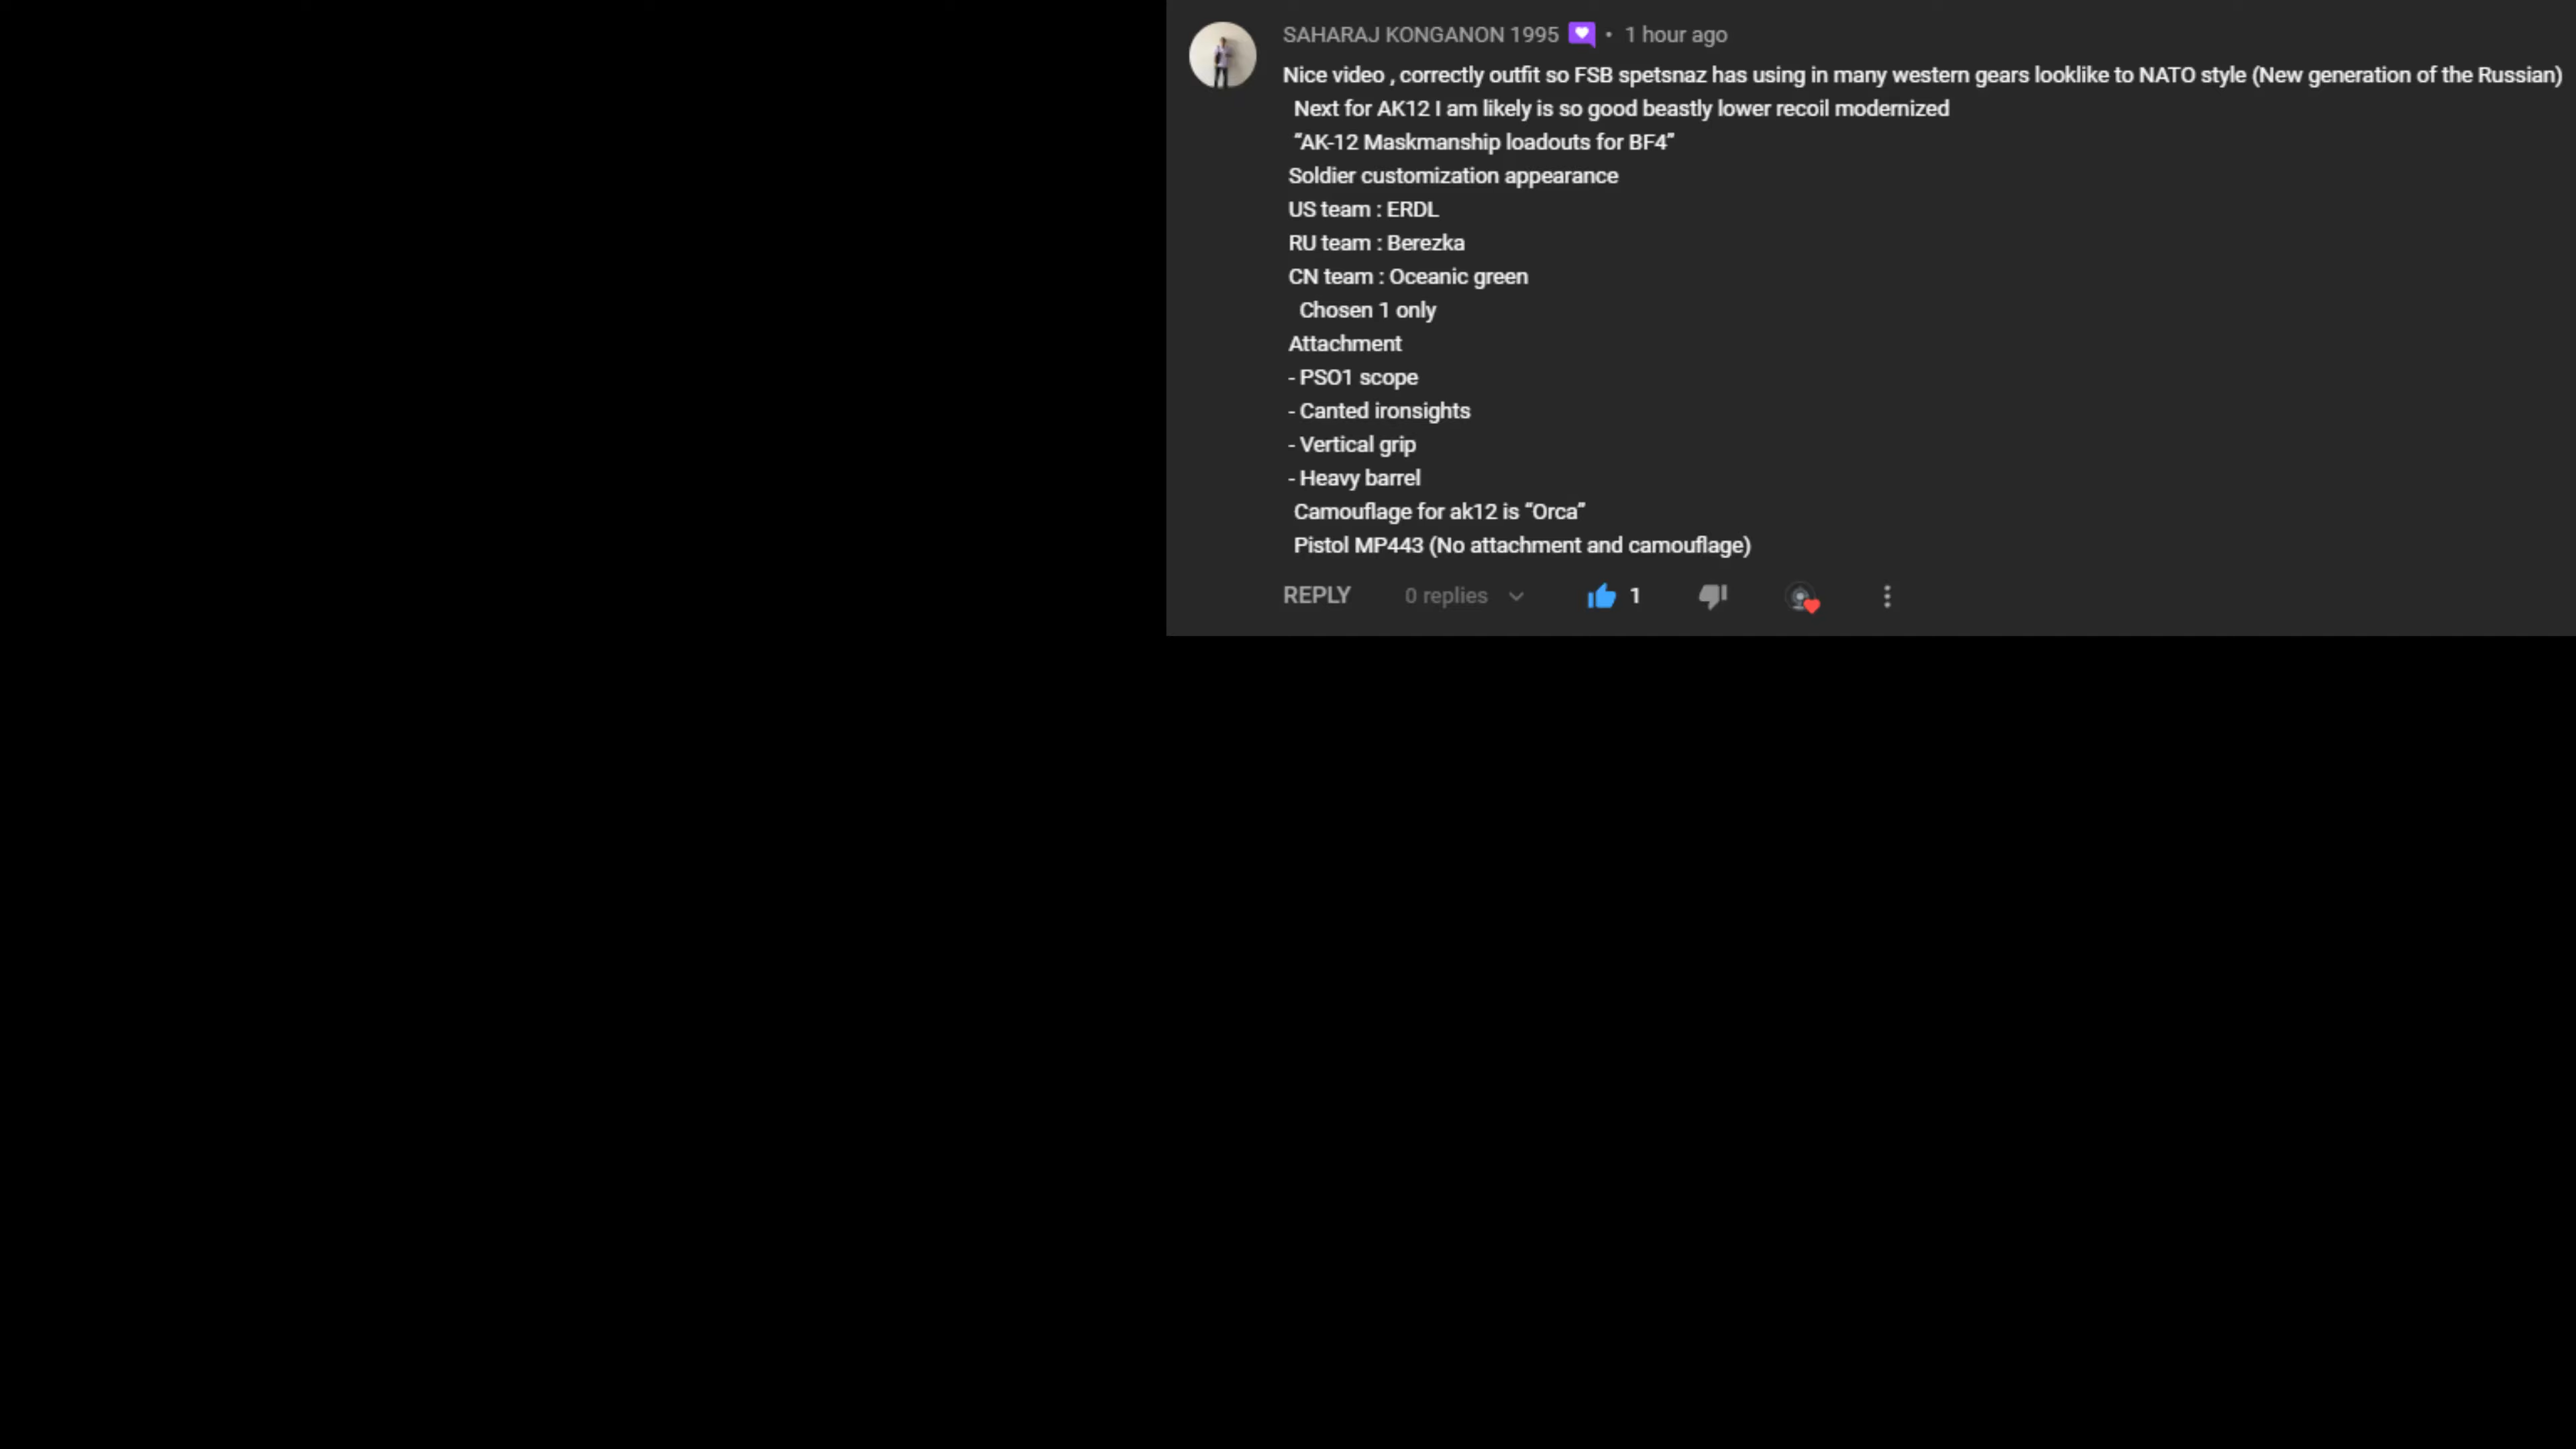 SAHARAJ KONGANON 1995 • 1 hour ago
Nice video , correctly outfit so FSB spetsnaz has using in many western gears looklike to NATO style (New generation of the Russian)
Next for AK12 I am likely is so good beastly lower recoil modernized
“AK-12 Maskmanship loadouts for BF4”
Soldier customization appearance
US team : ERDL
RU team : Berezka
CN team : Oceanic green
Chosen 1 only
Attachment
- PSO1 scope
- Canted ironsights
- Vertical grip
- Heavy barrel
Camouflage for ak12 is “Orca”
Pistol MP443 (No attachment and camouflage)
REPLY 0 replies 1